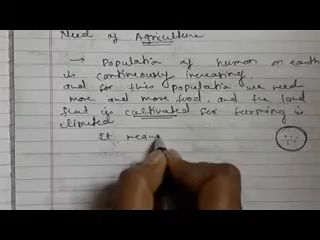 Need of Agriculture
→ Population of human on earth
is continuously increasing
and for this population we need
more and more food. and the land
that is cultivated for farming is
limited
It means